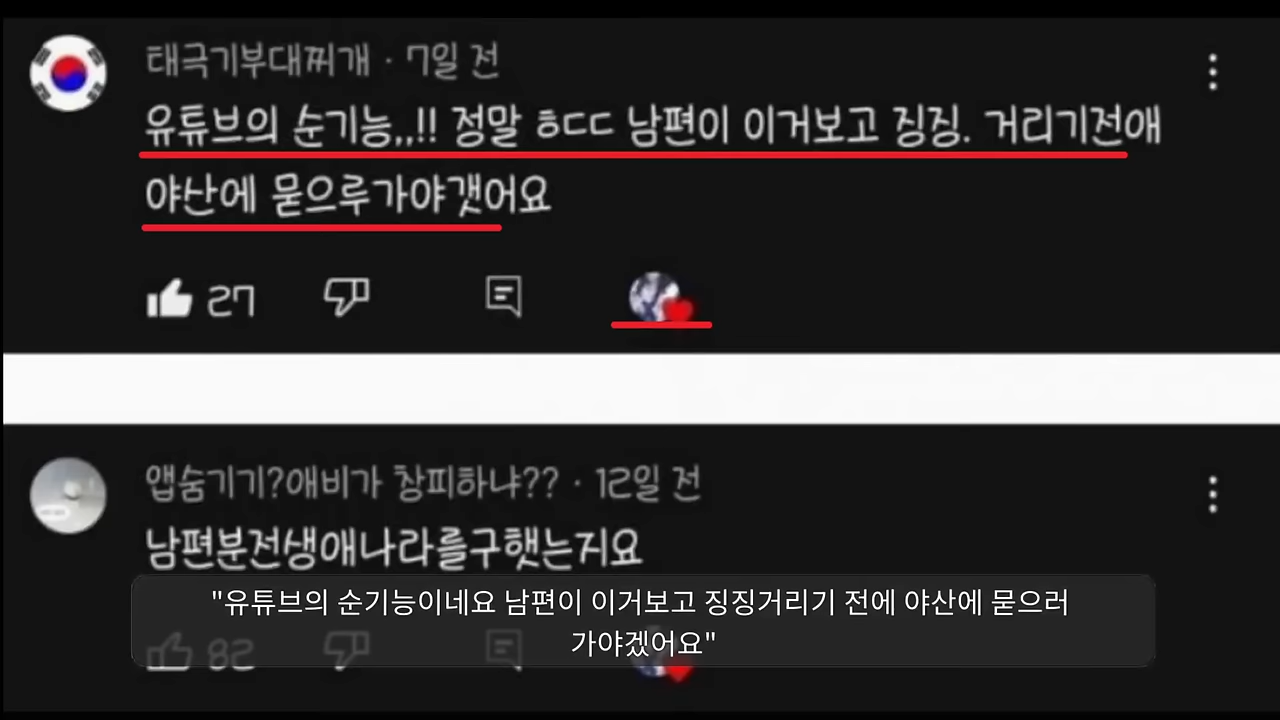 태극기부대찌개 · 7일 전
유튜브의 순기능,,!! 정말 ㅎㄷㄷ 남편이 이거보고 징징. 거리기전애
야산에 묻으루가야갯어요
27
앱숨기기?애비가 창피하냐?? · 12일 전
남편분전생애나라를구햇는지요
"유튜브의 순기능이네요 남편이 이거보고 징징거리기 전에 야산에 묻으러
가야겠어요"
82